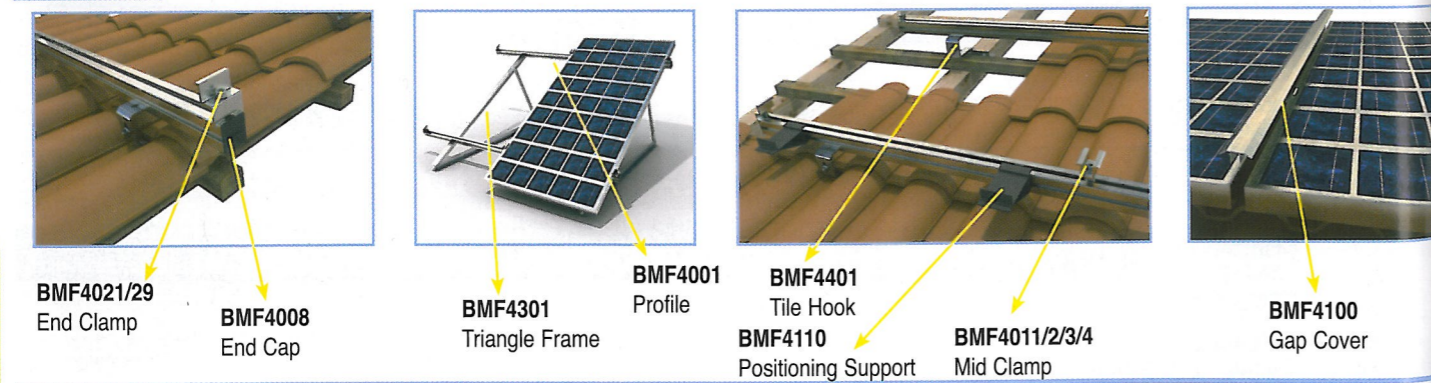 BMF4021/29
End Clamp
BMF4008
End Cap
BMF4301
Triangle Frame
BMF4001
Profile
BMF4401
Tile Hook
BMF4110
Positioning Support
BMF4011/2/3/4
Mid Clamp
BMF4100
Gap Cover